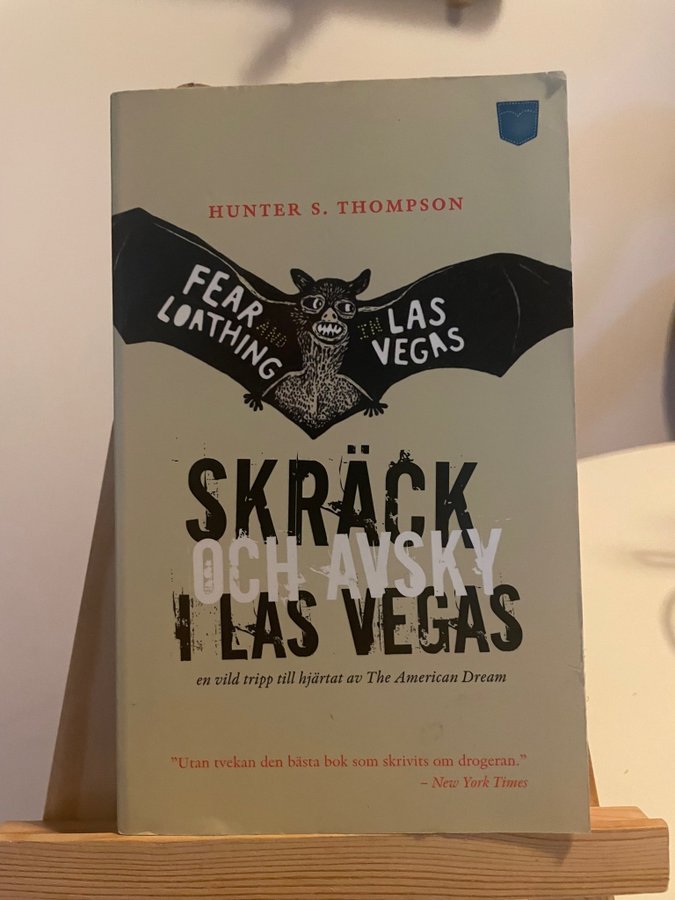 HUNTER S. THOMPSON
FEAR AND
LOATHING
IN LAS
VEGAS
SKRÄCK
OCH AVSKY
I LAS VEGAS
en vild tripp till hjärtat av The American Dream
”Utan tvekan den bästa bok som skrivits om drogeran.”
– New York Times